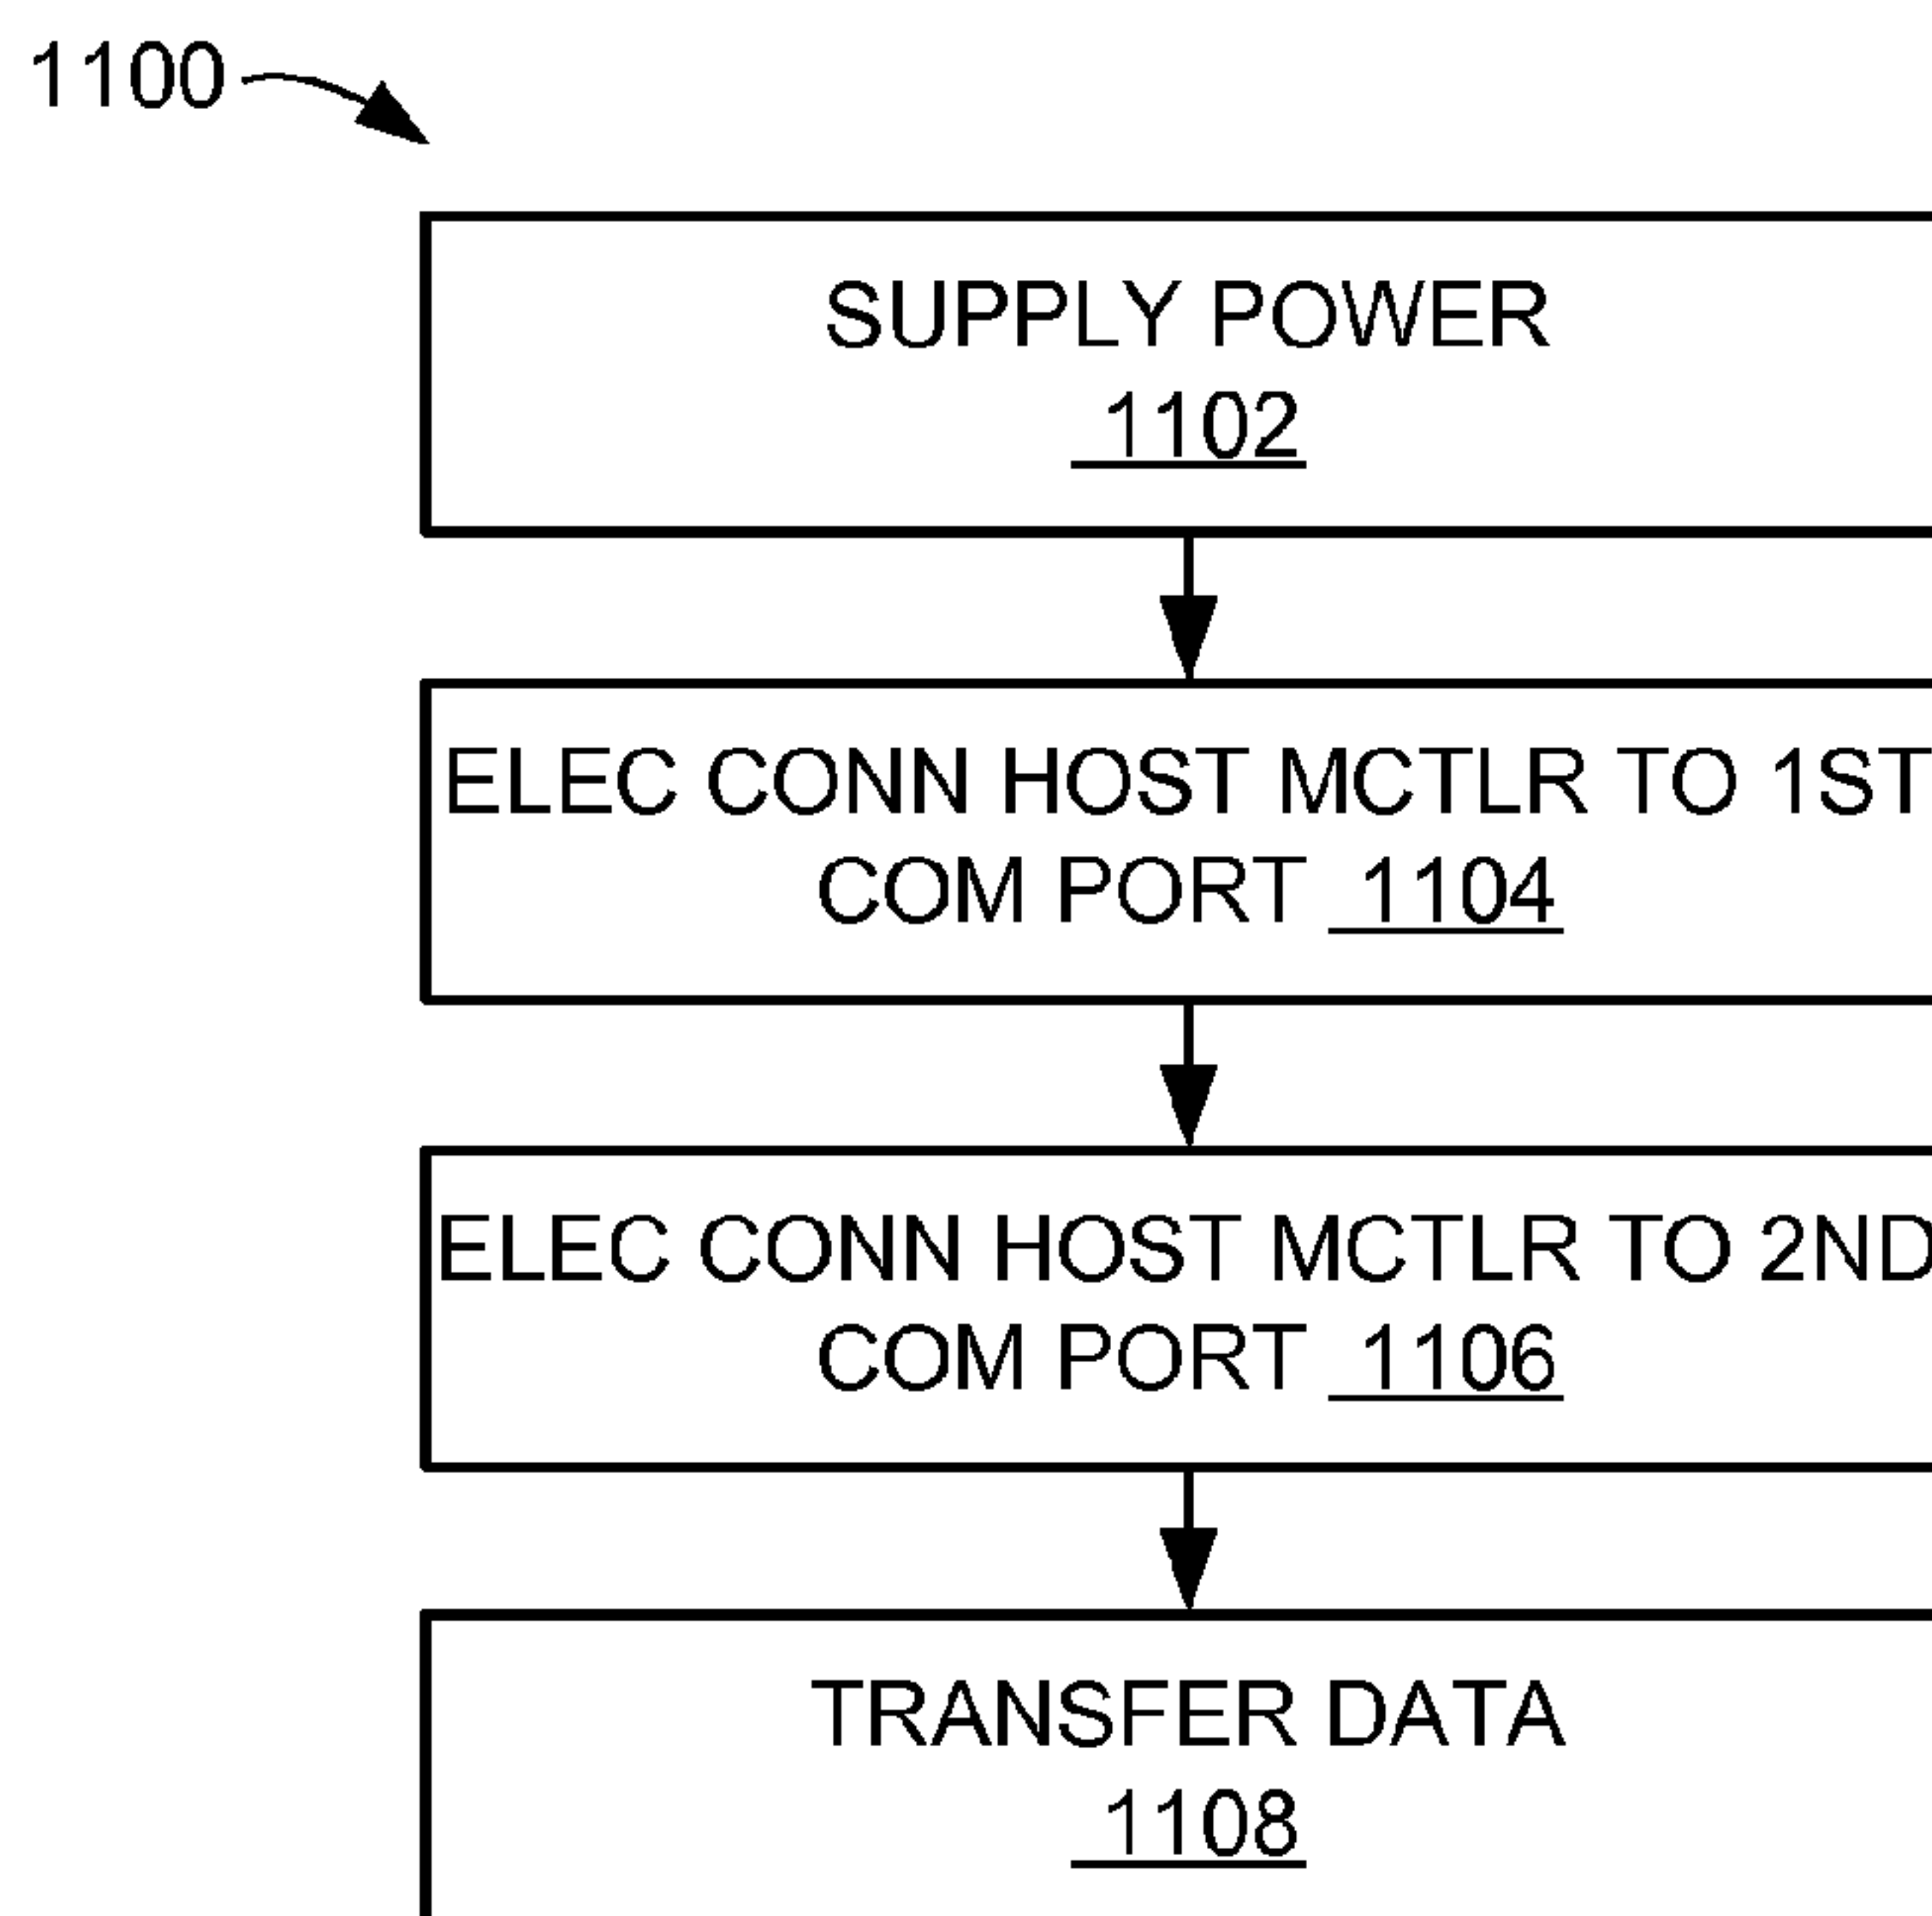 1100
SUPPLY POWER
1102
ELEC CONN HOST MCTLR TO 1ST
COM PORT 1104
ELEC CONN HOST MCTLR TO 2ND
COM PORT 1106
TRANSFER DATA
1108